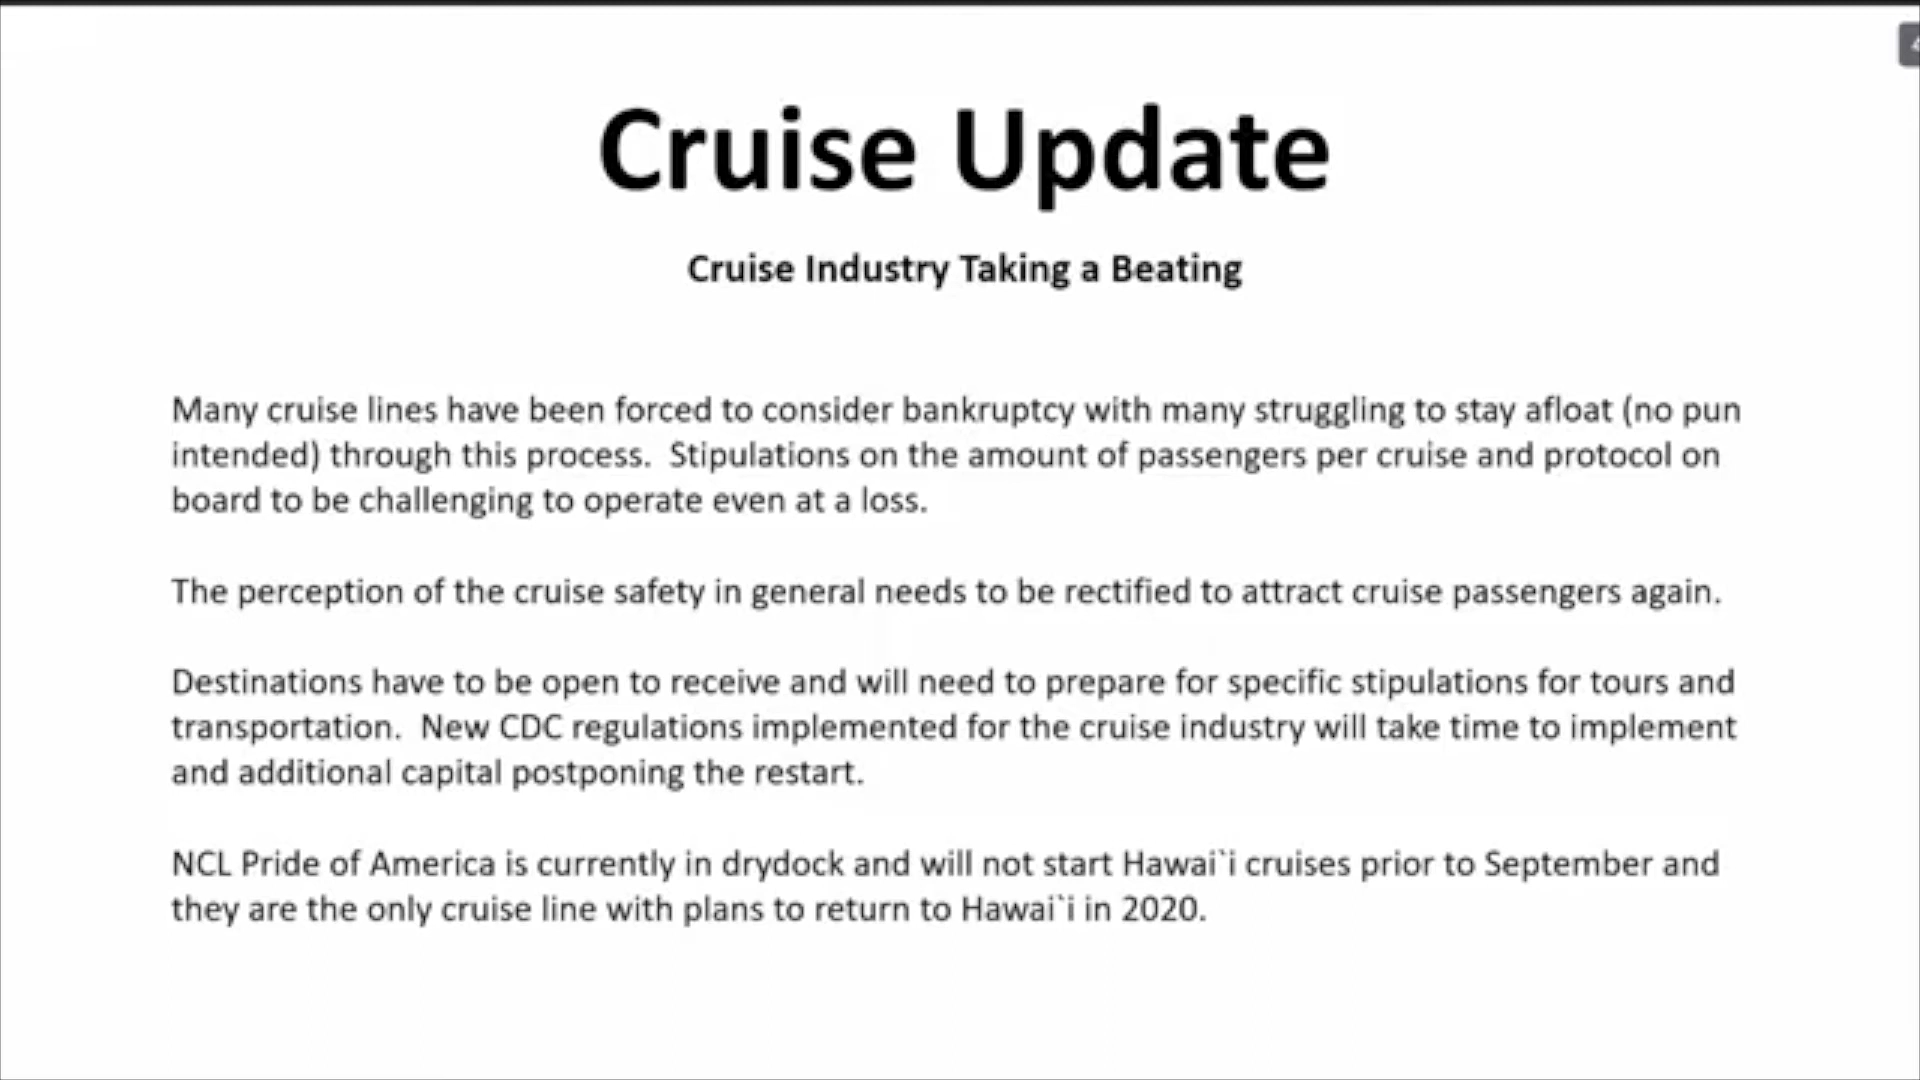 Cruise Update
Cruise Industry Taking a Beating
Many cruise lines have been forced to consider bankruptcy with many struggling to stay afloat (no pun
intended) through this process.  Stipulations on the amount of passengers per cruise and protocol on
board to be challenging to operate even at a loss.
The perception of the cruise safety in general needs to be rectified to attract cruise passengers again.
Destinations have to be open to receive and will need to prepare for specific stipulations for tours and
transportation.  New CDC regulations implemented for the cruise industry will take time to implement
and additional capital postponing the restart.
NCL Pride of America is currently in drydock and will not start Hawai`i cruises prior to September and
they are the only cruise line with plans to return to Hawai`i in 2020.